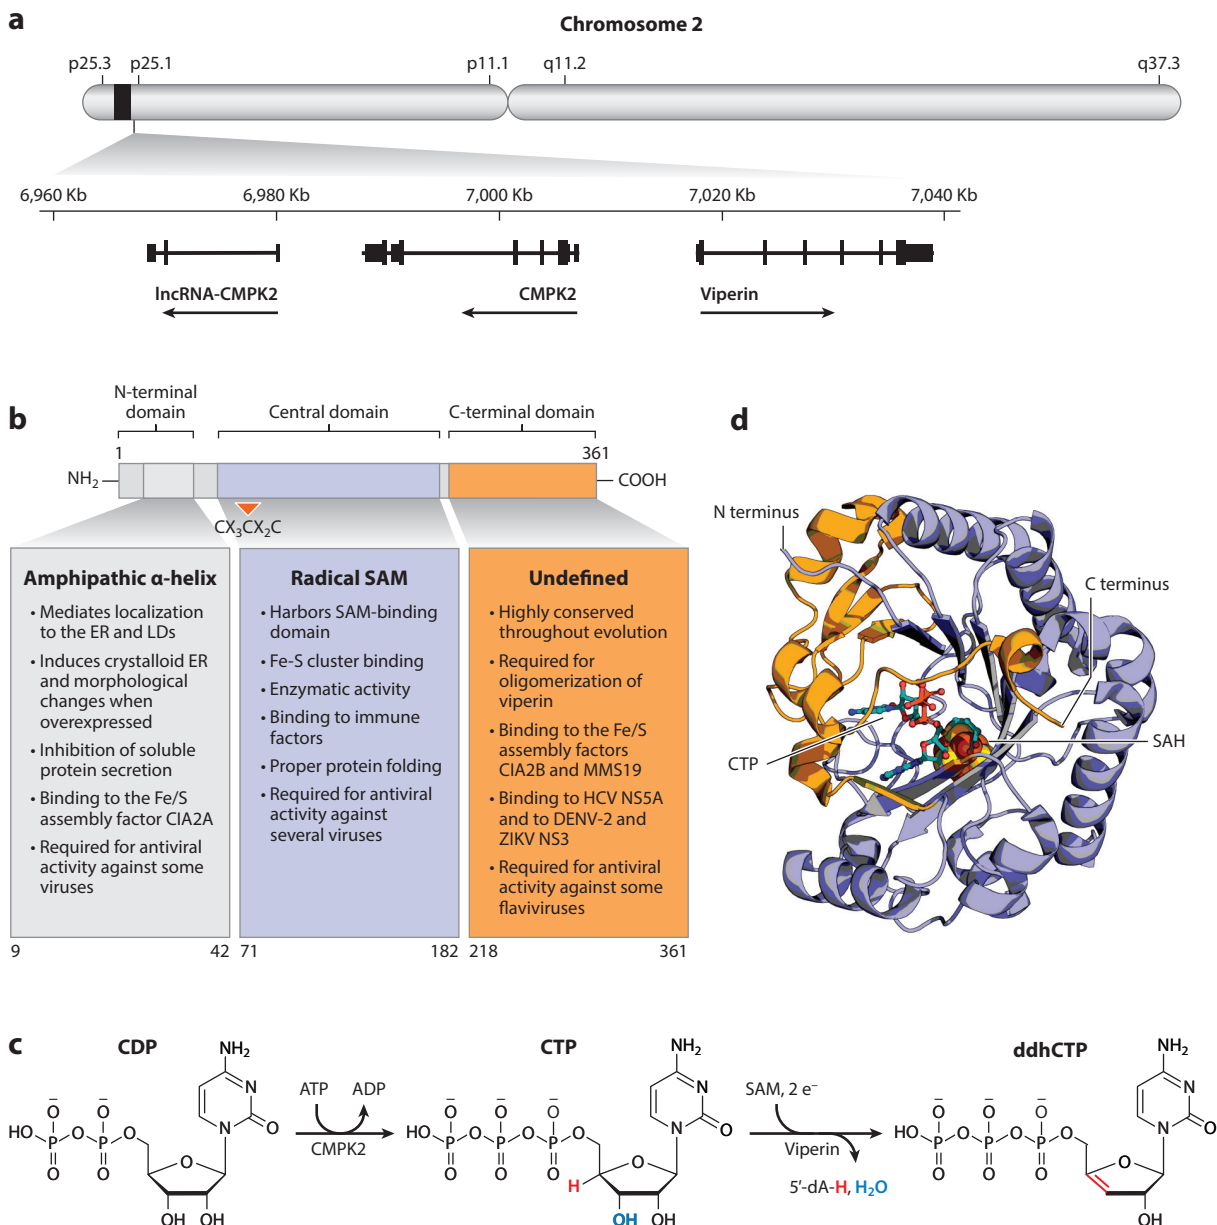 a
Chromosome 2
p25.3
p25.1
p11.1
q11.2
q37.3
6,960 Kb
6,980 Kb
7,000 Kb
7,020 Kb
7,040 Kb
lncRNA-CMPK2
CMPK2
Viperin
b
N-terminal
domain
Central domain
C-terminal domain
1
361
NH₂
COOH
CX₃CX₂C
Amphipathic α-helix
• Mediates localization
to the ER and LDs
• Induces crystalloid ER
and morphological
changes when
overexpressed
• Inhibition of soluble
protein secretion
• Binding to the Fe/S
assembly factor CIA2A
• Required for antiviral
activity against some
viruses
9
42
Radical SAM
• Harbors SAM-binding
domain
• Fe-S cluster binding
• Enzymatic activity
• Binding to immune
factors
• Proper protein folding
• Required for antiviral
activity against
several viruses
71
182
Undefined
• Highly conserved
throughout evolution
• Required for
oligomerization of
viperin
• Binding to the Fe/S
assembly factors
CIA2B and MMS19
• Binding to HCV NS5A
and to DENV-2 and
ZIKV NS3
• Required for antiviral
activity against some
flaviviruses
218
361
d
N terminus
C terminus
CTP
SAH
c
CDP
NH₂
N
N
O
O⁻
O⁻
HO
P
O
P
O
O
O
O
OH
OH
ATP
ADP
CMPK2
CTP
NH₂
N
N
O
O⁻
O⁻
O⁻
HO
P
O
P
O
P
O
O
O
O
O
H
OH
OH
SAM, 2 e⁻
Viperin
5′-dA-H, H₂O
ddhCTP
NH₂
N
N
O
O⁻
O⁻
O⁻
HO
P
O
P
O
P
O
O
O
O
O
OH